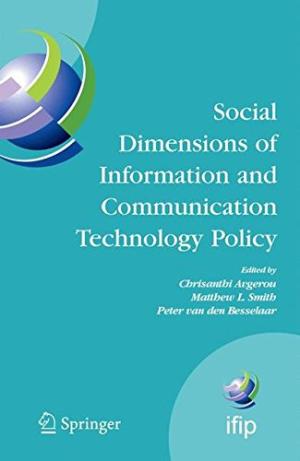 Social
Dimensions of
Information and
Communication
Technology Policy
Edited by
Chrisanthi Avgerou
Matthew L. Smith
Peter van den Besselaar
Springer
ifip